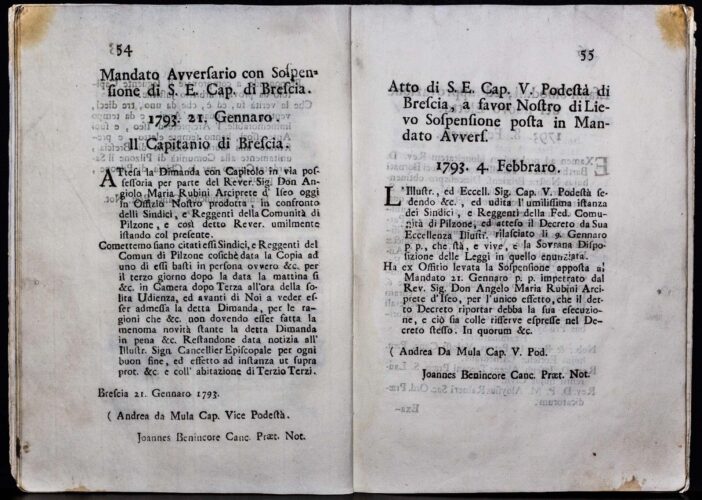 54
Mandato Avversario con Sospen-
sione di S. E. Cap. di Brescia.
1793. 21. Gennaro.
Il Capitanio di Brescia.
ATtesa la Dimanda con Capitolo in via pos-
sessoria per parte del Rever. Sig. Don An-
giolo Maria Rubini Arciprete d' Iseo oggi
in Offizio Nostro prodotta, in confronto
delli Sindici, e Reggenti della Comunità di
Pilzone, e così detto Rever. umilmente
istando col presente.
Comettemo siano citati essi Sindici, e Reggenti del
Comun di Pilzone cosichè data la Copia ad
uno di essi basti in persona ovvero &c. per
il terzo giorno dopo la data la mattina si
&c. in Camera dopo Terza all'ora della so-
lita Udienza, ed avanti di Noi a veder es-
ser admessa la detta Dimanda, per le ra-
gioni che &c. non dovendo esser fatta la
menoma novità stante la detta Dimanda
in pena &c. Restandone data notizia all'
Illustr. Sign. Cancellier Episcopale per ogni
buon fine, ed effetto ad instanza ut supra
prot. &c. e coll' abitazione di Terzio Terzi.
Brescia 21. Gennaro 1793.
( Andrea da Mula Cap. Vice Podestà.
Joannes Benincore Canc. Præt. Not.
55
Atto di S. E. Cap. V. Podestà di
Brescia, a favor Nostro di Lie-
vo Sospensione posta in Man-
dato Avvers.
1793. 4. Febbraro.
L'Illustr., ed Eccell. Sig. Cap. V. Podestà se-
dendo &c., ed udita l'umilissima istanza
dei Sindici, e Reggenti della Fed. Comu-
nità di Pilzone, ed atteso il Decreto da Sua
Eccellenza Illustr. rilasciato li 9. Gennaro
p. p., che stà, e vive, e la Sovrana Dispo-
sizione delle Leggi in quello enunziata.
Ha ex Offitio levata la Sospensione apposta al
Mandato 21. Gennaro p. p. impetrato dal
Rev. Sig. Don Angelo Maria Rubini Arci-
prete d'Iseo, per l'unico effetto, che il det-
to Decreto riportar debba la sua esecuzio-
ne, e ciò sia colle risserve espresse nel De-
creto stesso. In quorum &c.
( Andrea Da Mula Cap. V. Pod.
Joannes Benincore Canc. Præt. Not.
Exa-